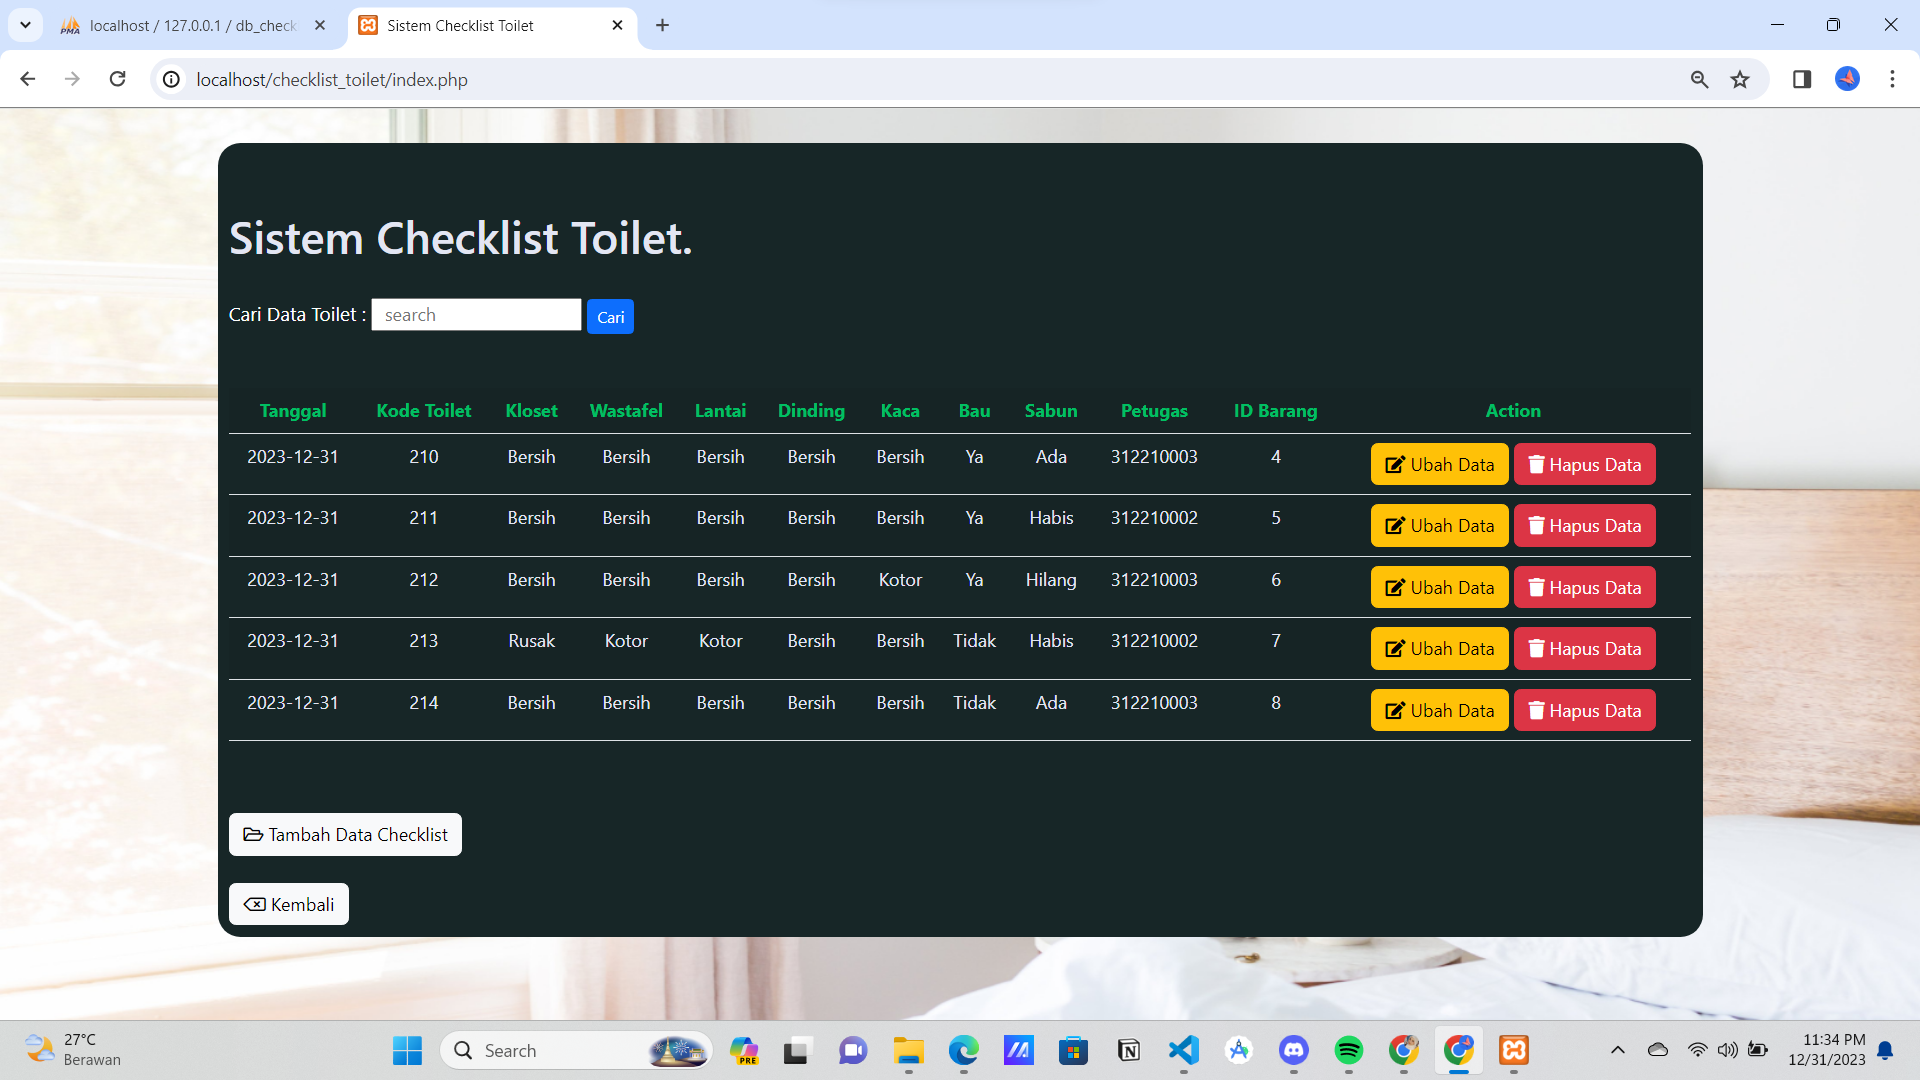 PMA localhost / 127.0.0.1 / db_check
Sistem Checklist Toilet
localhost/checklist_toilet/index.php
Sistem Checklist Toilet.
Cari Data Toilet : search Cari
Tanggal Kode Toilet Kloset Wastafel Lantai Dinding Kaca Bau Sabun Petugas ID Barang Action
2023-12-31 210 Bersih Bersih Bersih Bersih Bersih Ya Ada 312210003 4 Ubah Data Hapus Data
2023-12-31 211 Bersih Bersih Bersih Bersih Bersih Ya Habis 312210002 5 Ubah Data Hapus Data
2023-12-31 212 Bersih Bersih Bersih Bersih Kotor Ya Hilang 312210003 6 Ubah Data Hapus Data
2023-12-31 213 Rusak Kotor Kotor Bersih Bersih Tidak Habis 312210002 7 Ubah Data Hapus Data
2023-12-31 214 Bersih Bersih Bersih Bersih Bersih Tidak Ada 312210003 8 Ubah Data Hapus Data
Tambah Data Checklist
Kembali
27°C
Berawan
Search
PRE
11:34 PM
12/31/2023